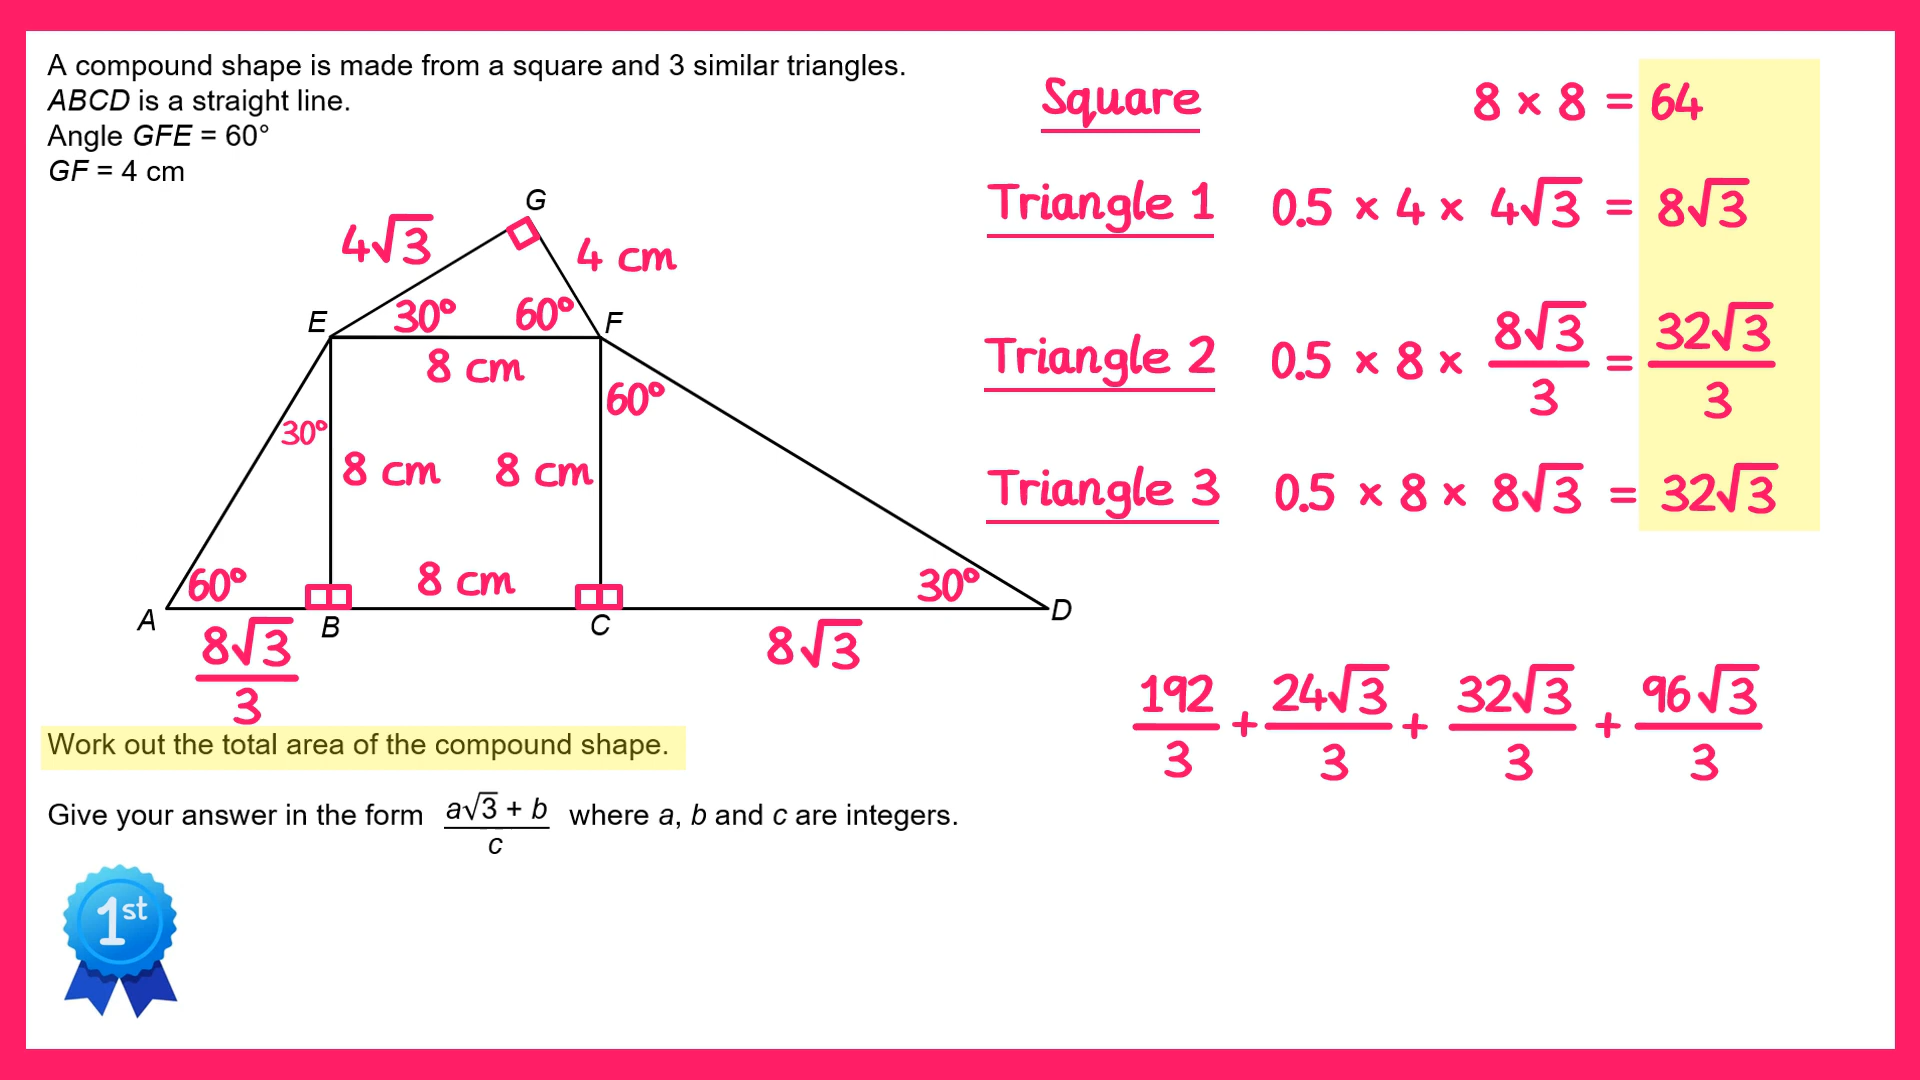 A compound shape is made from a square and 3 similar triangles.
ABCD is a straight line.
Angle GFE = 60°
GF = 4 cm
G
4√3
4 cm
E
30°
60°
F
8 cm
60°
30°
8 cm
8 cm
60°
8 cm
30°
A
B
C
D
8√3/3
8√3
Work out the total area of the compound shape.
Give your answer in the form (a√3 + b)/c where a, b and c are integers.
1st
Square 8 × 8 = 64
Triangle 1 0.5 × 4 × 4√3 = 8√3
Triangle 2 0.5 × 8 × 8√3/3 = 32√3/3
Triangle 3 0.5 × 8 × 8√3 = 32√3
192/3 + 24√3/3 + 32√3/3 + 96√3/3